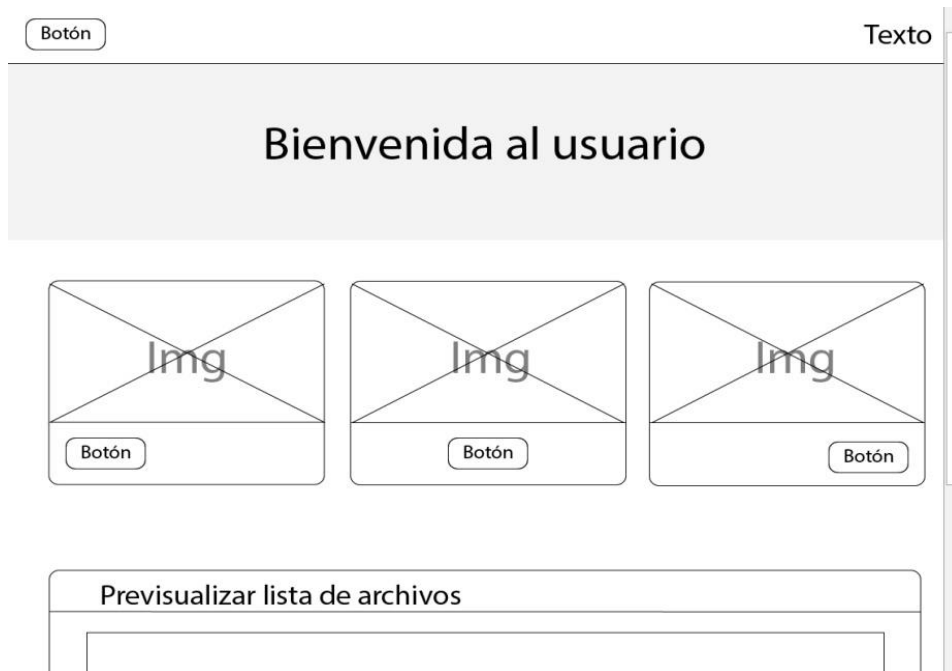 Botón
Texto
Bienvenida al usuario
Img
Img
Img
Botón
Botón
Botón
Previsualizar lista de archivos